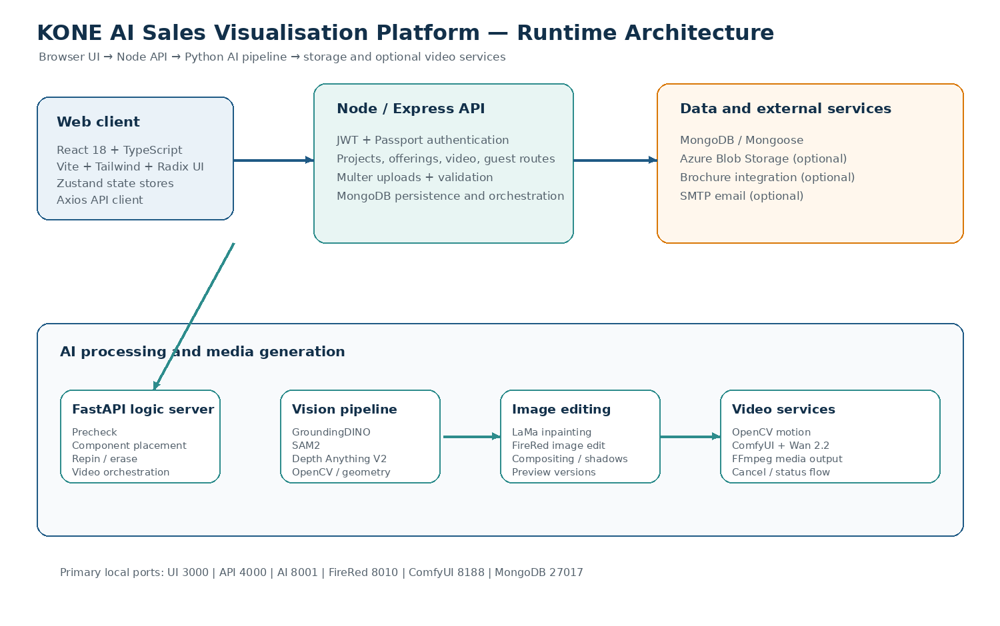 KONE AI Sales Visualisation Platform — Runtime Architecture
Browser UI → Node API → Python AI pipeline → storage and optional video services
Web client
React 18 + TypeScript
Vite + Tailwind + Radix UI
Zustand state stores
Axios API client
Node / Express API
JWT + Passport authentication
Projects, offerings, video, guest routes
Multer uploads + validation
MongoDB persistence and orchestration
Data and external services
MongoDB / Mongoose
Azure Blob Storage (optional)
Brochure integration (optional)
SMTP email (optional)
AI processing and media generation
FastAPI logic server
Precheck
Component placement
Repin / erase
Video orchestration
Vision pipeline
GroundingDINO
SAM2
Depth Anything V2
OpenCV / geometry
Image editing
LaMa inpainting
FireRed image edit
Compositing / shadows
Preview versions
Video services
OpenCV motion
ComfyUI + Wan 2.2
FFmpeg media output
Cancel / status flow
Primary local ports: UI 3000 | API 4000 | AI 8001 | FireRed 8010 | ComfyUI 8188 | MongoDB 27017